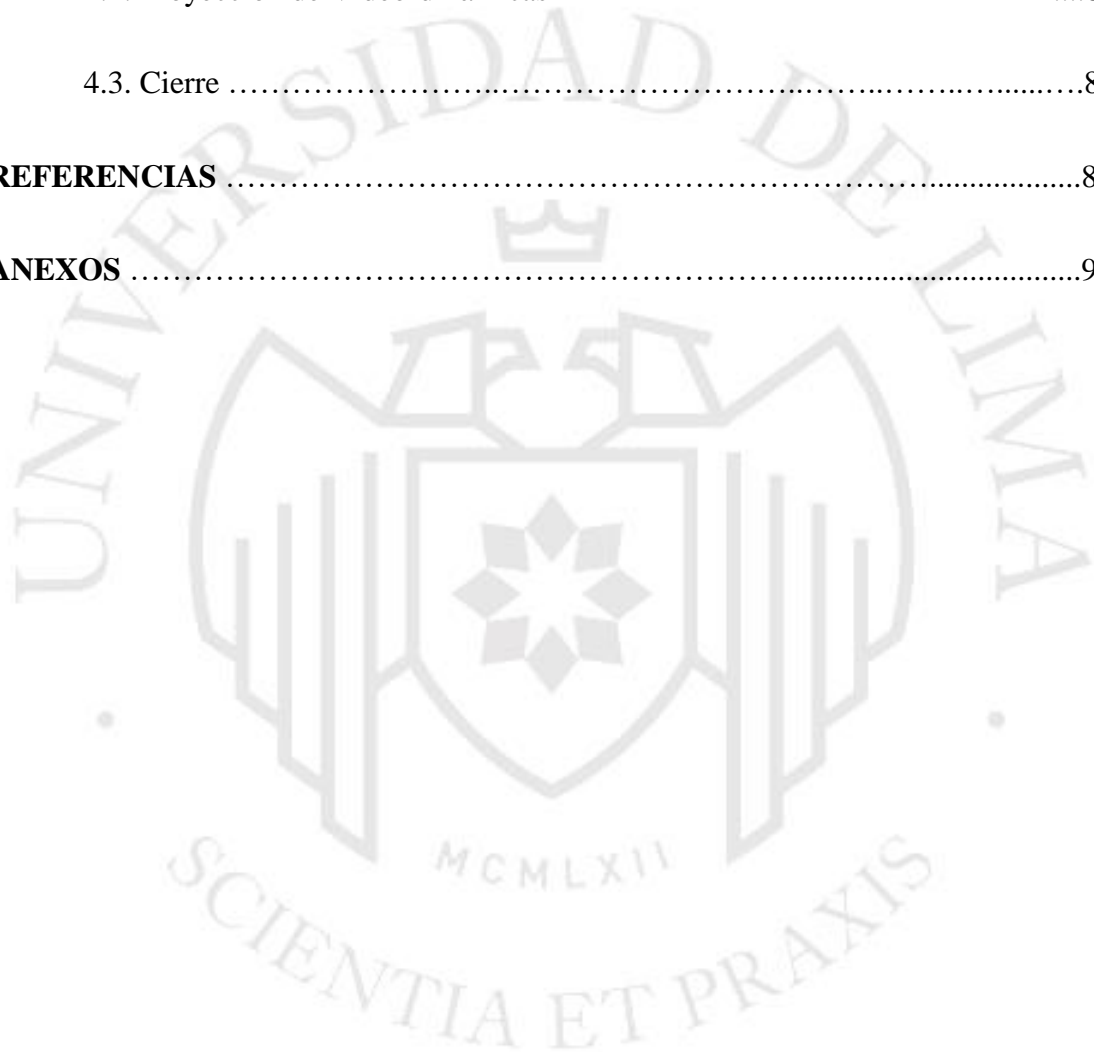 4.3. Cierre ……………………..………………………..……..……..…......….8
REFERENCIAS …………………………………………………………...................8
ANEXOS ………………………………………………………..................................9
UNIVERSIDAD DE LIMA
MCMLXII
SCIENTIA ET PRAXIS